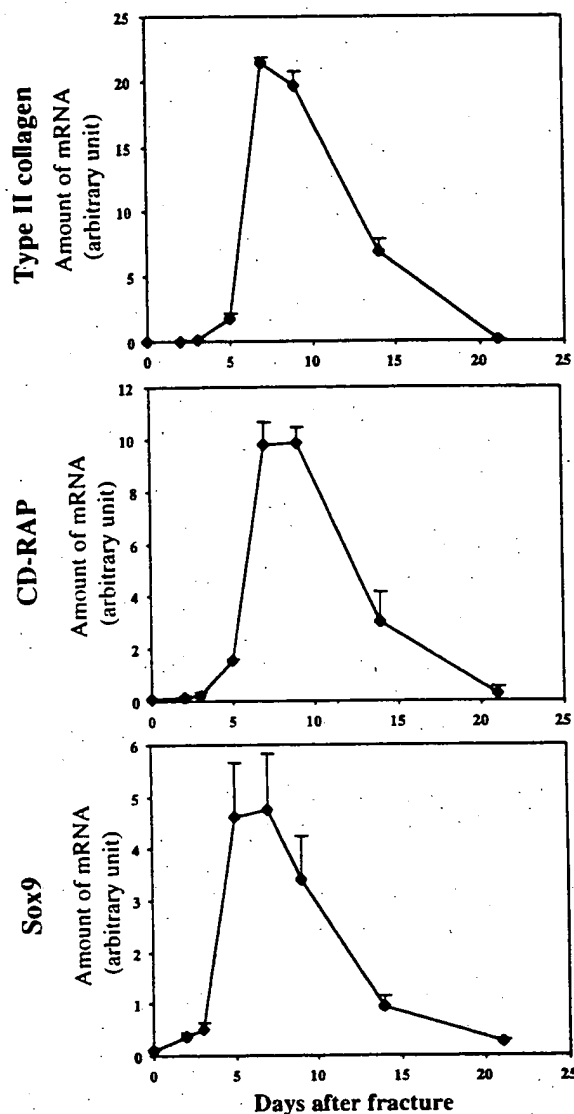 Type II collagen
Amount of mRNA
(arbitrary unit)
25
20
15
10
5
0
0 5 10 15 20 25
CD-RAP
Amount of mRNA
(arbitrary unit)
12
10
8
6
4
2
0
0 5 10 15 20 25
Sox9
Amount of mRNA
(arbitrary unit)
6
5
4
3
2
1
0
0 5 10 15 20 25
Days after fracture